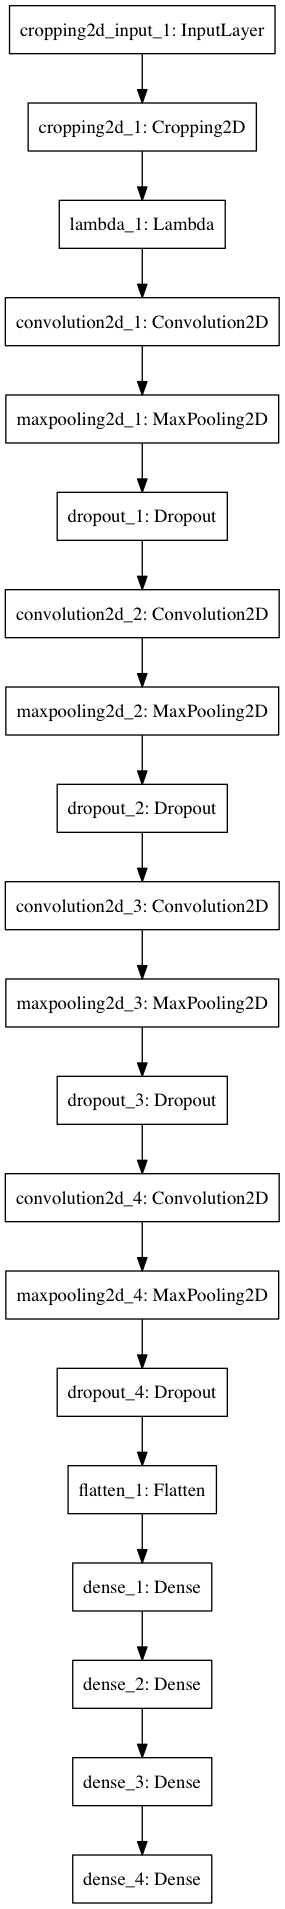 cropping2d_input_1: InputLayer
cropping2d_1: Cropping2D
lambda_1: Lambda
convolution2d_1: Convolution2D
maxpooling2d_1: MaxPooling2D
dropout_1: Dropout
convolution2d_2: Convolution2D
maxpooling2d_2: MaxPooling2D
dropout_2: Dropout
convolution2d_3: Convolution2D
maxpooling2d_3: MaxPooling2D
dropout_3: Dropout
convolution2d_4: Convolution2D
maxpooling2d_4: MaxPooling2D
dropout_4: Dropout
flatten_1: Flatten
dense_1: Dense
dense_2: Dense
dense_3: Dense
dense_4: Dense